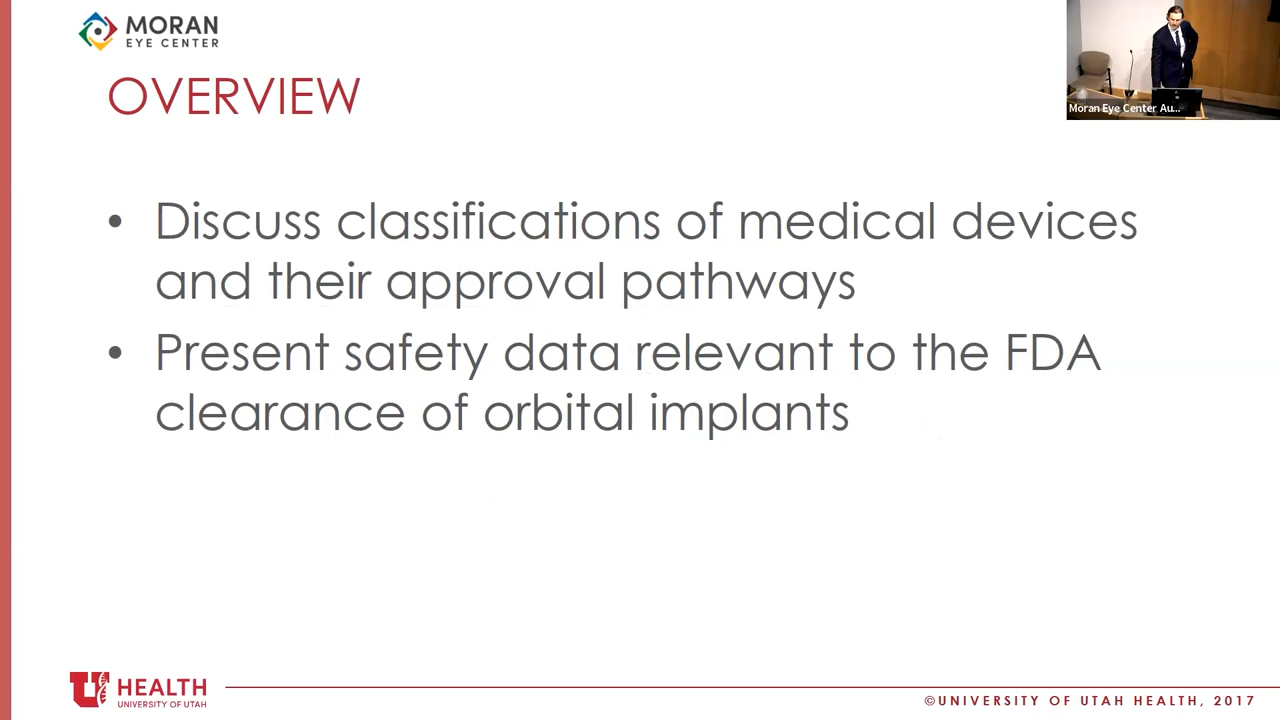 MORAN
EYE CENTER
OVERVIEW
Moran Eye Center Au...
• Discuss classifications of medical devices
and their approval pathways
• Present safety data relevant to the FDA
clearance of orbital implants
U HEALTH
UNIVERSITY OF UTAH
©UNIVERSITY OF UTAH HEALTH, 2017